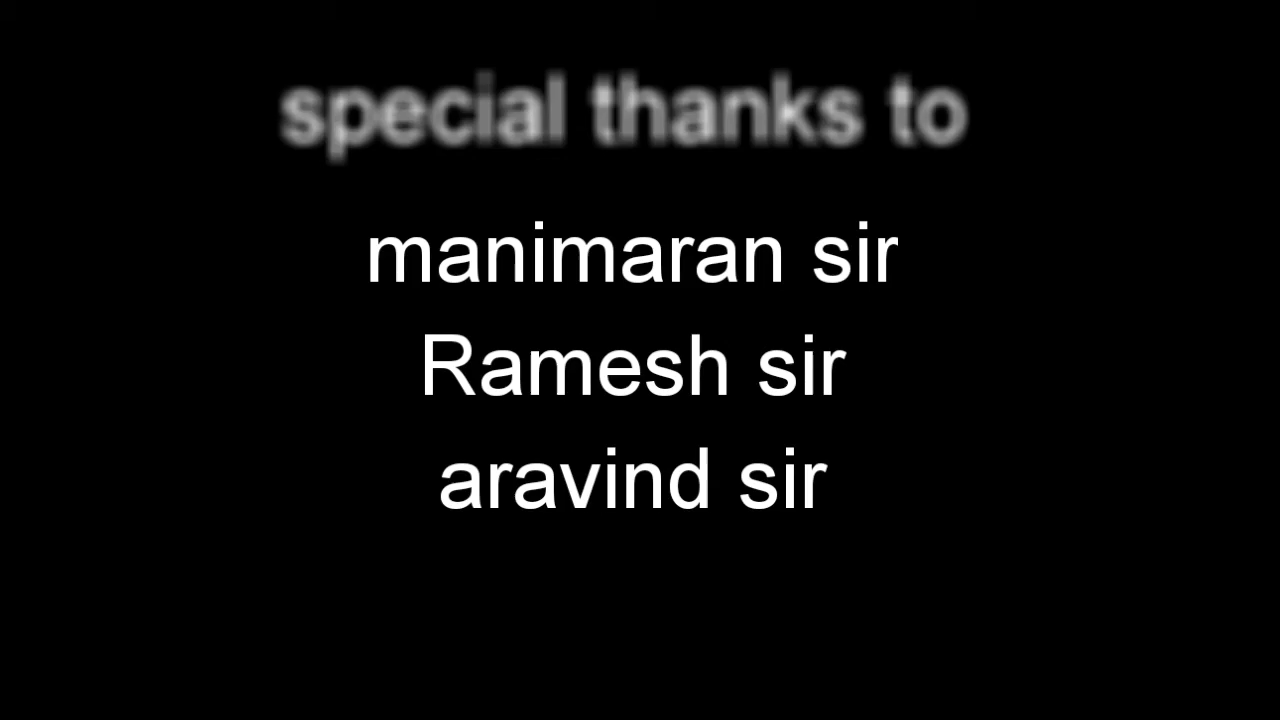 special thanks to
manimaran sir
Ramesh sir
aravind sir